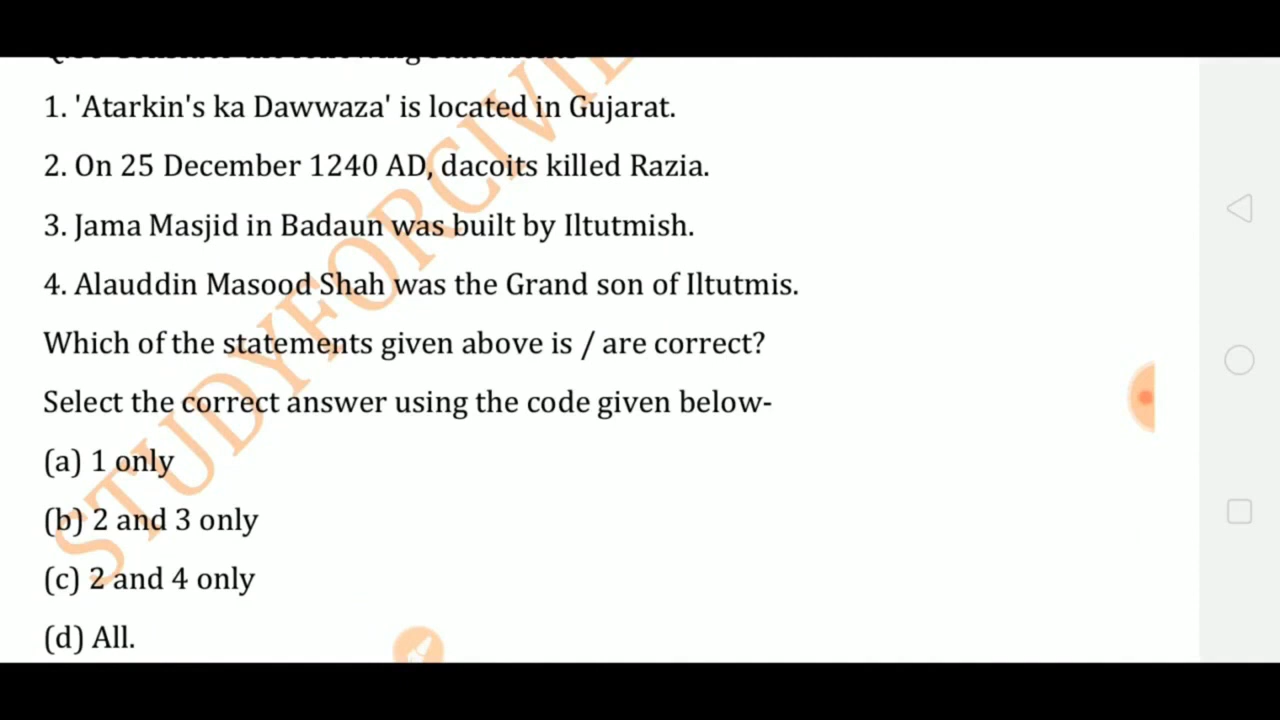 1. 'Atarkin's ka Dawwaza' is located in Gujarat.
2. On 25 December 1240 AD, dacoits killed Razia.
3. Jama Masjid in Badaun was built by Iltutmish.
4. Alauddin Masood Shah was the Grand son of Iltutmis.
Which of the statements given above is / are correct?
Select the correct answer using the code given below-
(a) 1 only
(b) 2 and 3 only
(c) 2 and 4 only
(d) All.
STUDYFORCIVIL